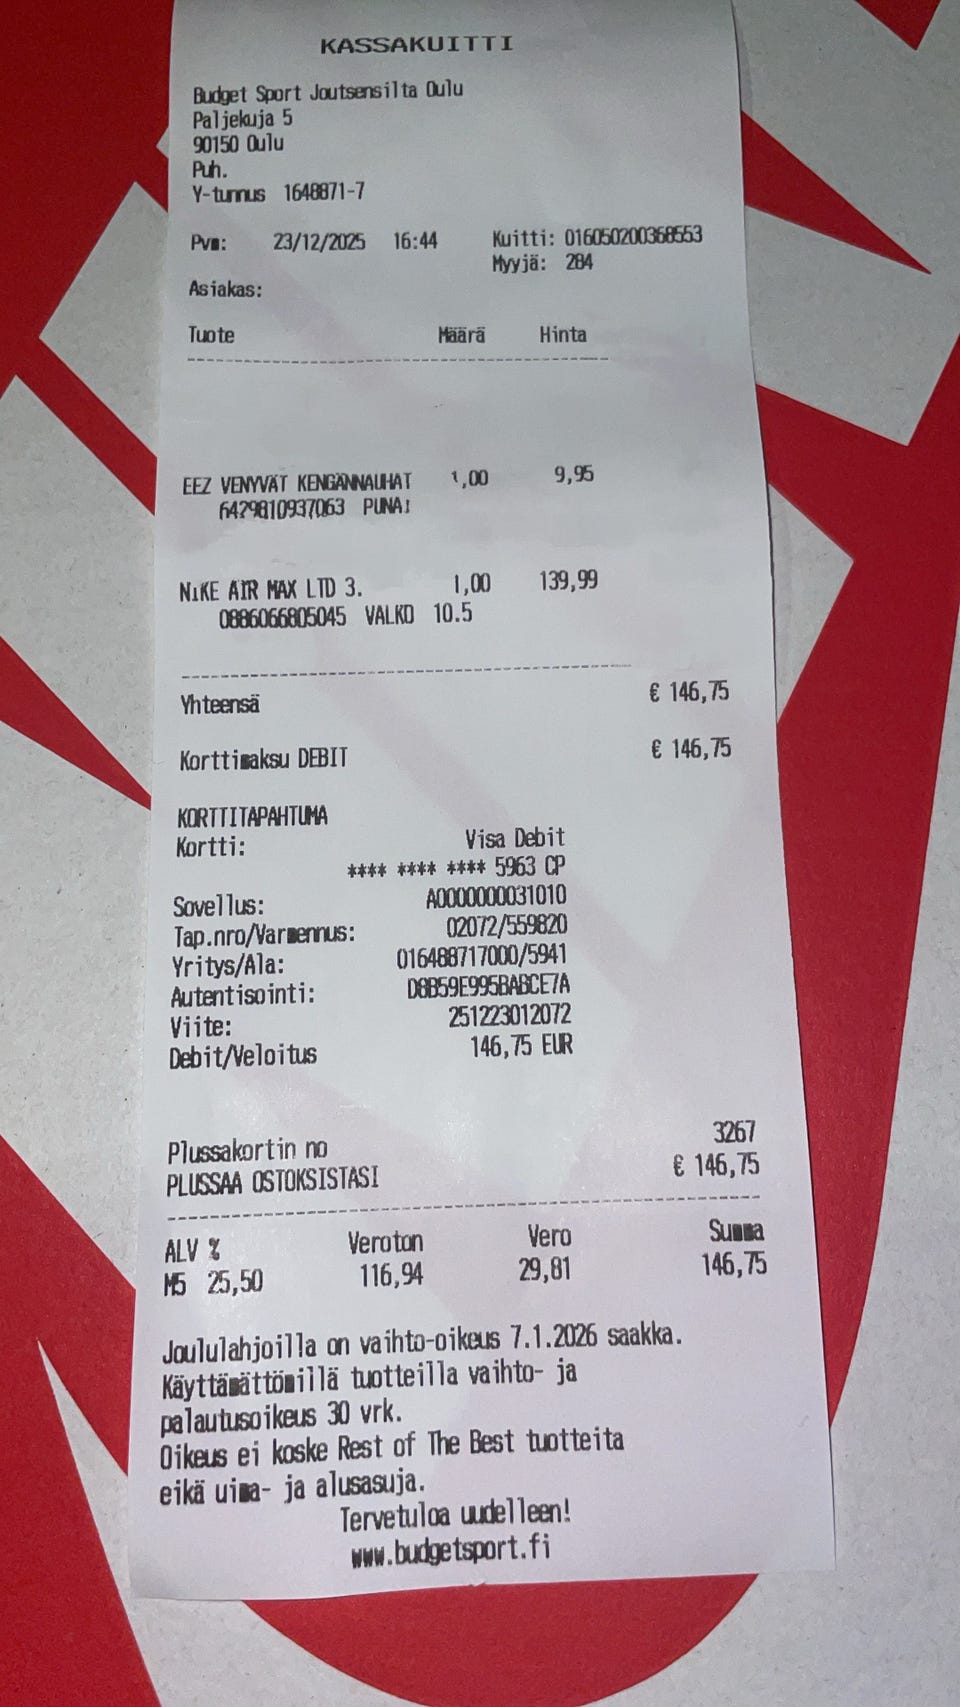 KASSAKUITTI
Budget Sport Joutsensilta Oulu
Paljekuja 5
90150 Oulu
Puh.
Y-tunnus 1648871-7
Pvm: 23/12/2025 16:44 Kuitti: 016050200368553
Myyjä: 284
Asiakas:
Tuote Määrä Hinta
EEZ VENYVÄT KENGÄNNAUHAT 1,00 9,95
6429810937063 PUNAI
NIKE AIR MAX LTD 3. 1,00 139,99
0886066805045 VALKO 10.5
Yhteensä € 146,75
Korttimaksu DEBIT € 146,75
KORTTITAPAHTUMA
Kortti: Visa Debit
**** **** **** 5963 CP
Sovellus: A0000000031010
Tap.nro/Varmennus: 02072/559820
Yritys/Ala: 016488717000/5941
Autentisointi: D8B59E995BABCE7A
Viite: 251223012072
Debit/Veloitus 146,75 EUR
Plussakortin no 3267
PLUSSAA OSTOKSISTASI € 146,75
ALV % Veroton Vero Summa
M5 25,50 116,94 29,81 146,75
Joululahjoilla on vaihto-oikeus 7.1.2026 saakka.
Käyttämättömillä tuotteilla vaihto- ja
palautusoikeus 30 vrk.
Oikeus ei koske Rest of The Best tuotteita
eikä uima- ja alusasuja.
Tervetuloa uudelleen!
www.budgetsport.fi